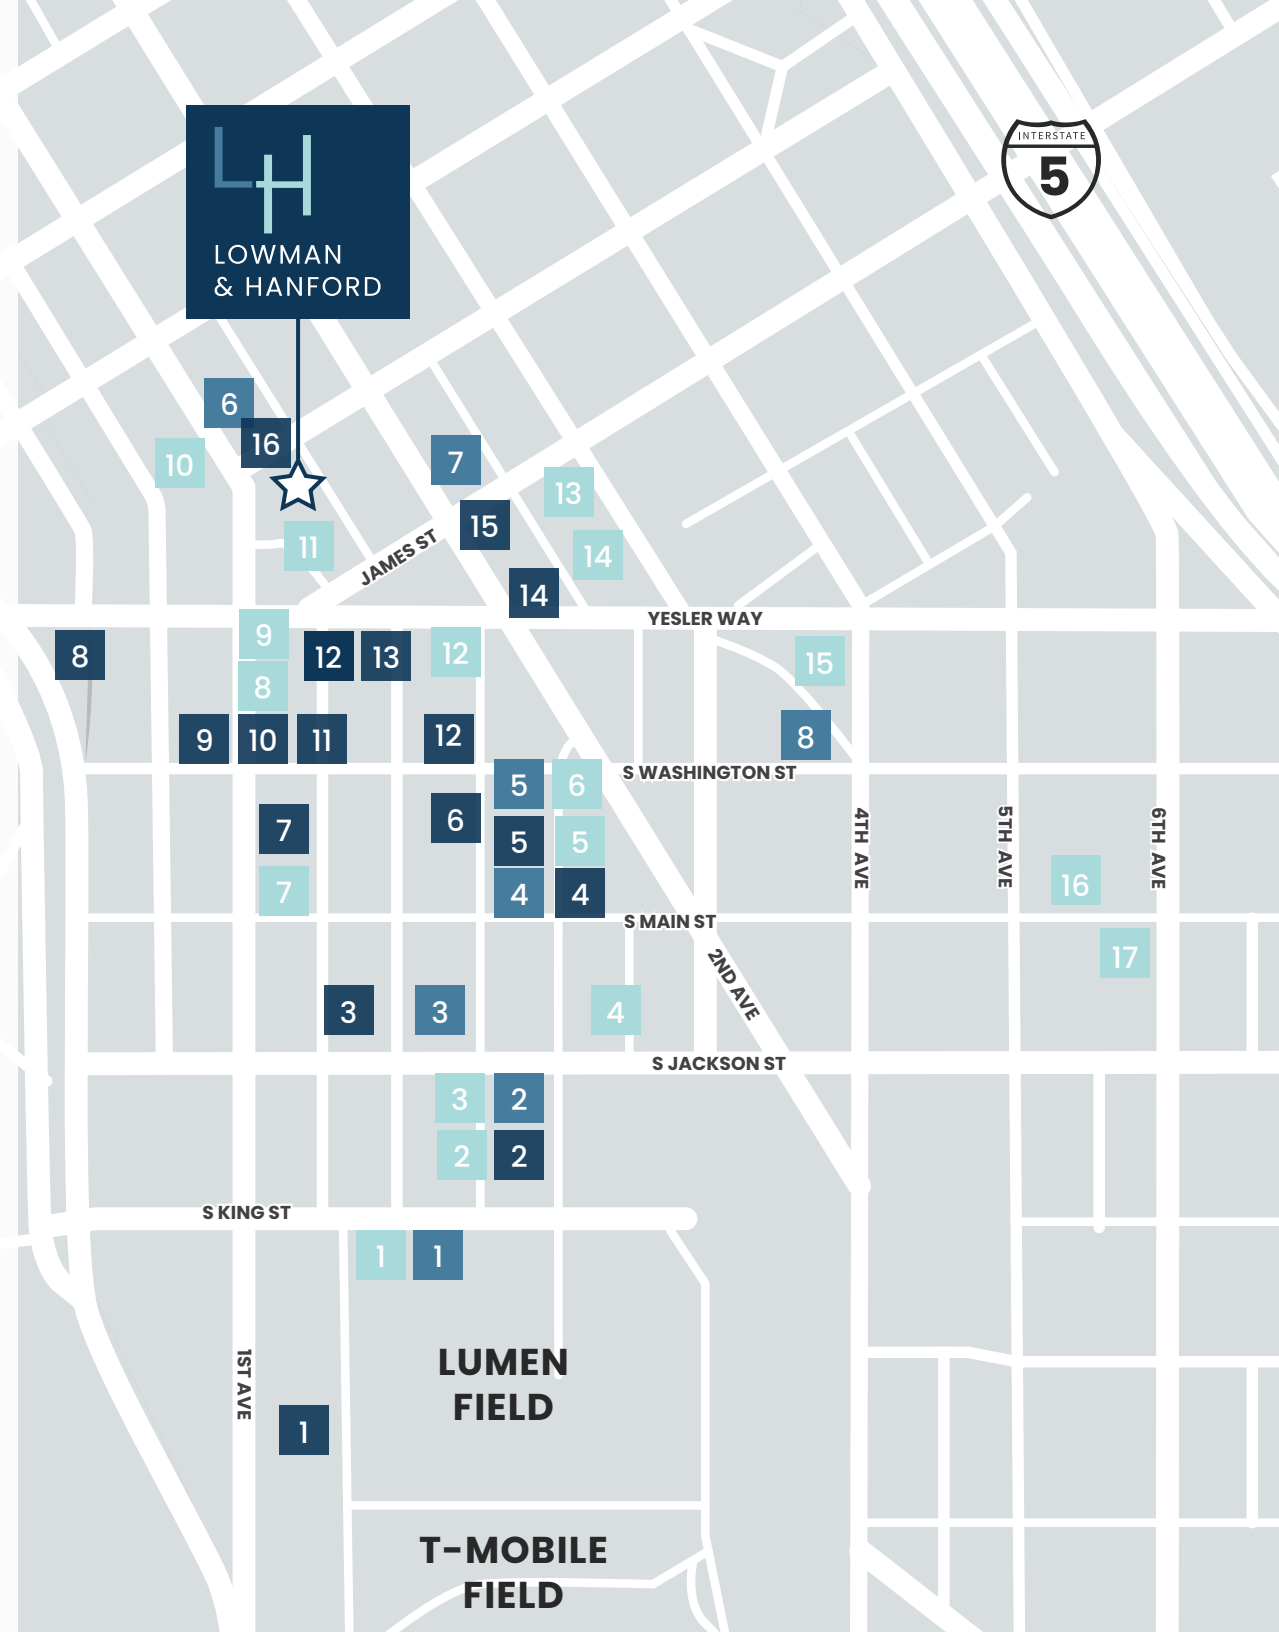 INTERSTATE
5
LOWMAN
& HANFORD
6
16
10
7
13
15
11
JAMES ST
14
14
9
YESLER WAY
8
12
13
12
15
8
9
10
11
12
8
S WASHINGTON ST
5
6
7
6
5
5
4TH AVE
5TH AVE
6TH AVE
7
4
4
16
S MAIN ST
17
2ND AVE
3
3
4
S JACKSON ST
3
2
2
2
S KING ST
1
1
1ST AVE
LUMEN
FIELD
1
T-MOBILE
FIELD